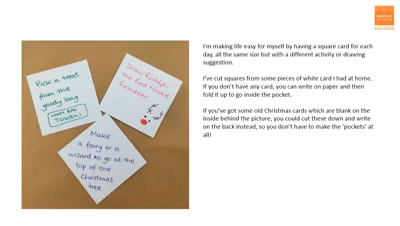 Pick a treat
from the
goody bag
TOKEN
Draw Rudolph
the Red Nosed
Reindeer
Make
a fairy or a
wizard to go at the
top of the
Christmas
tree.
I'm making life easy for myself by having a square card for each
day, all the same size but with a different activity or drawing
suggestion.
I've cut squares from some pieces of white card I had at home.
If you don't have any card, you can write on paper and then
fold it up to go inside the pocket.
If you've got some old Christmas cards which are blank on the
inside behind the picture, you could cut these down and write
on the back instead, so you don't have to make the 'pockets' at
all!